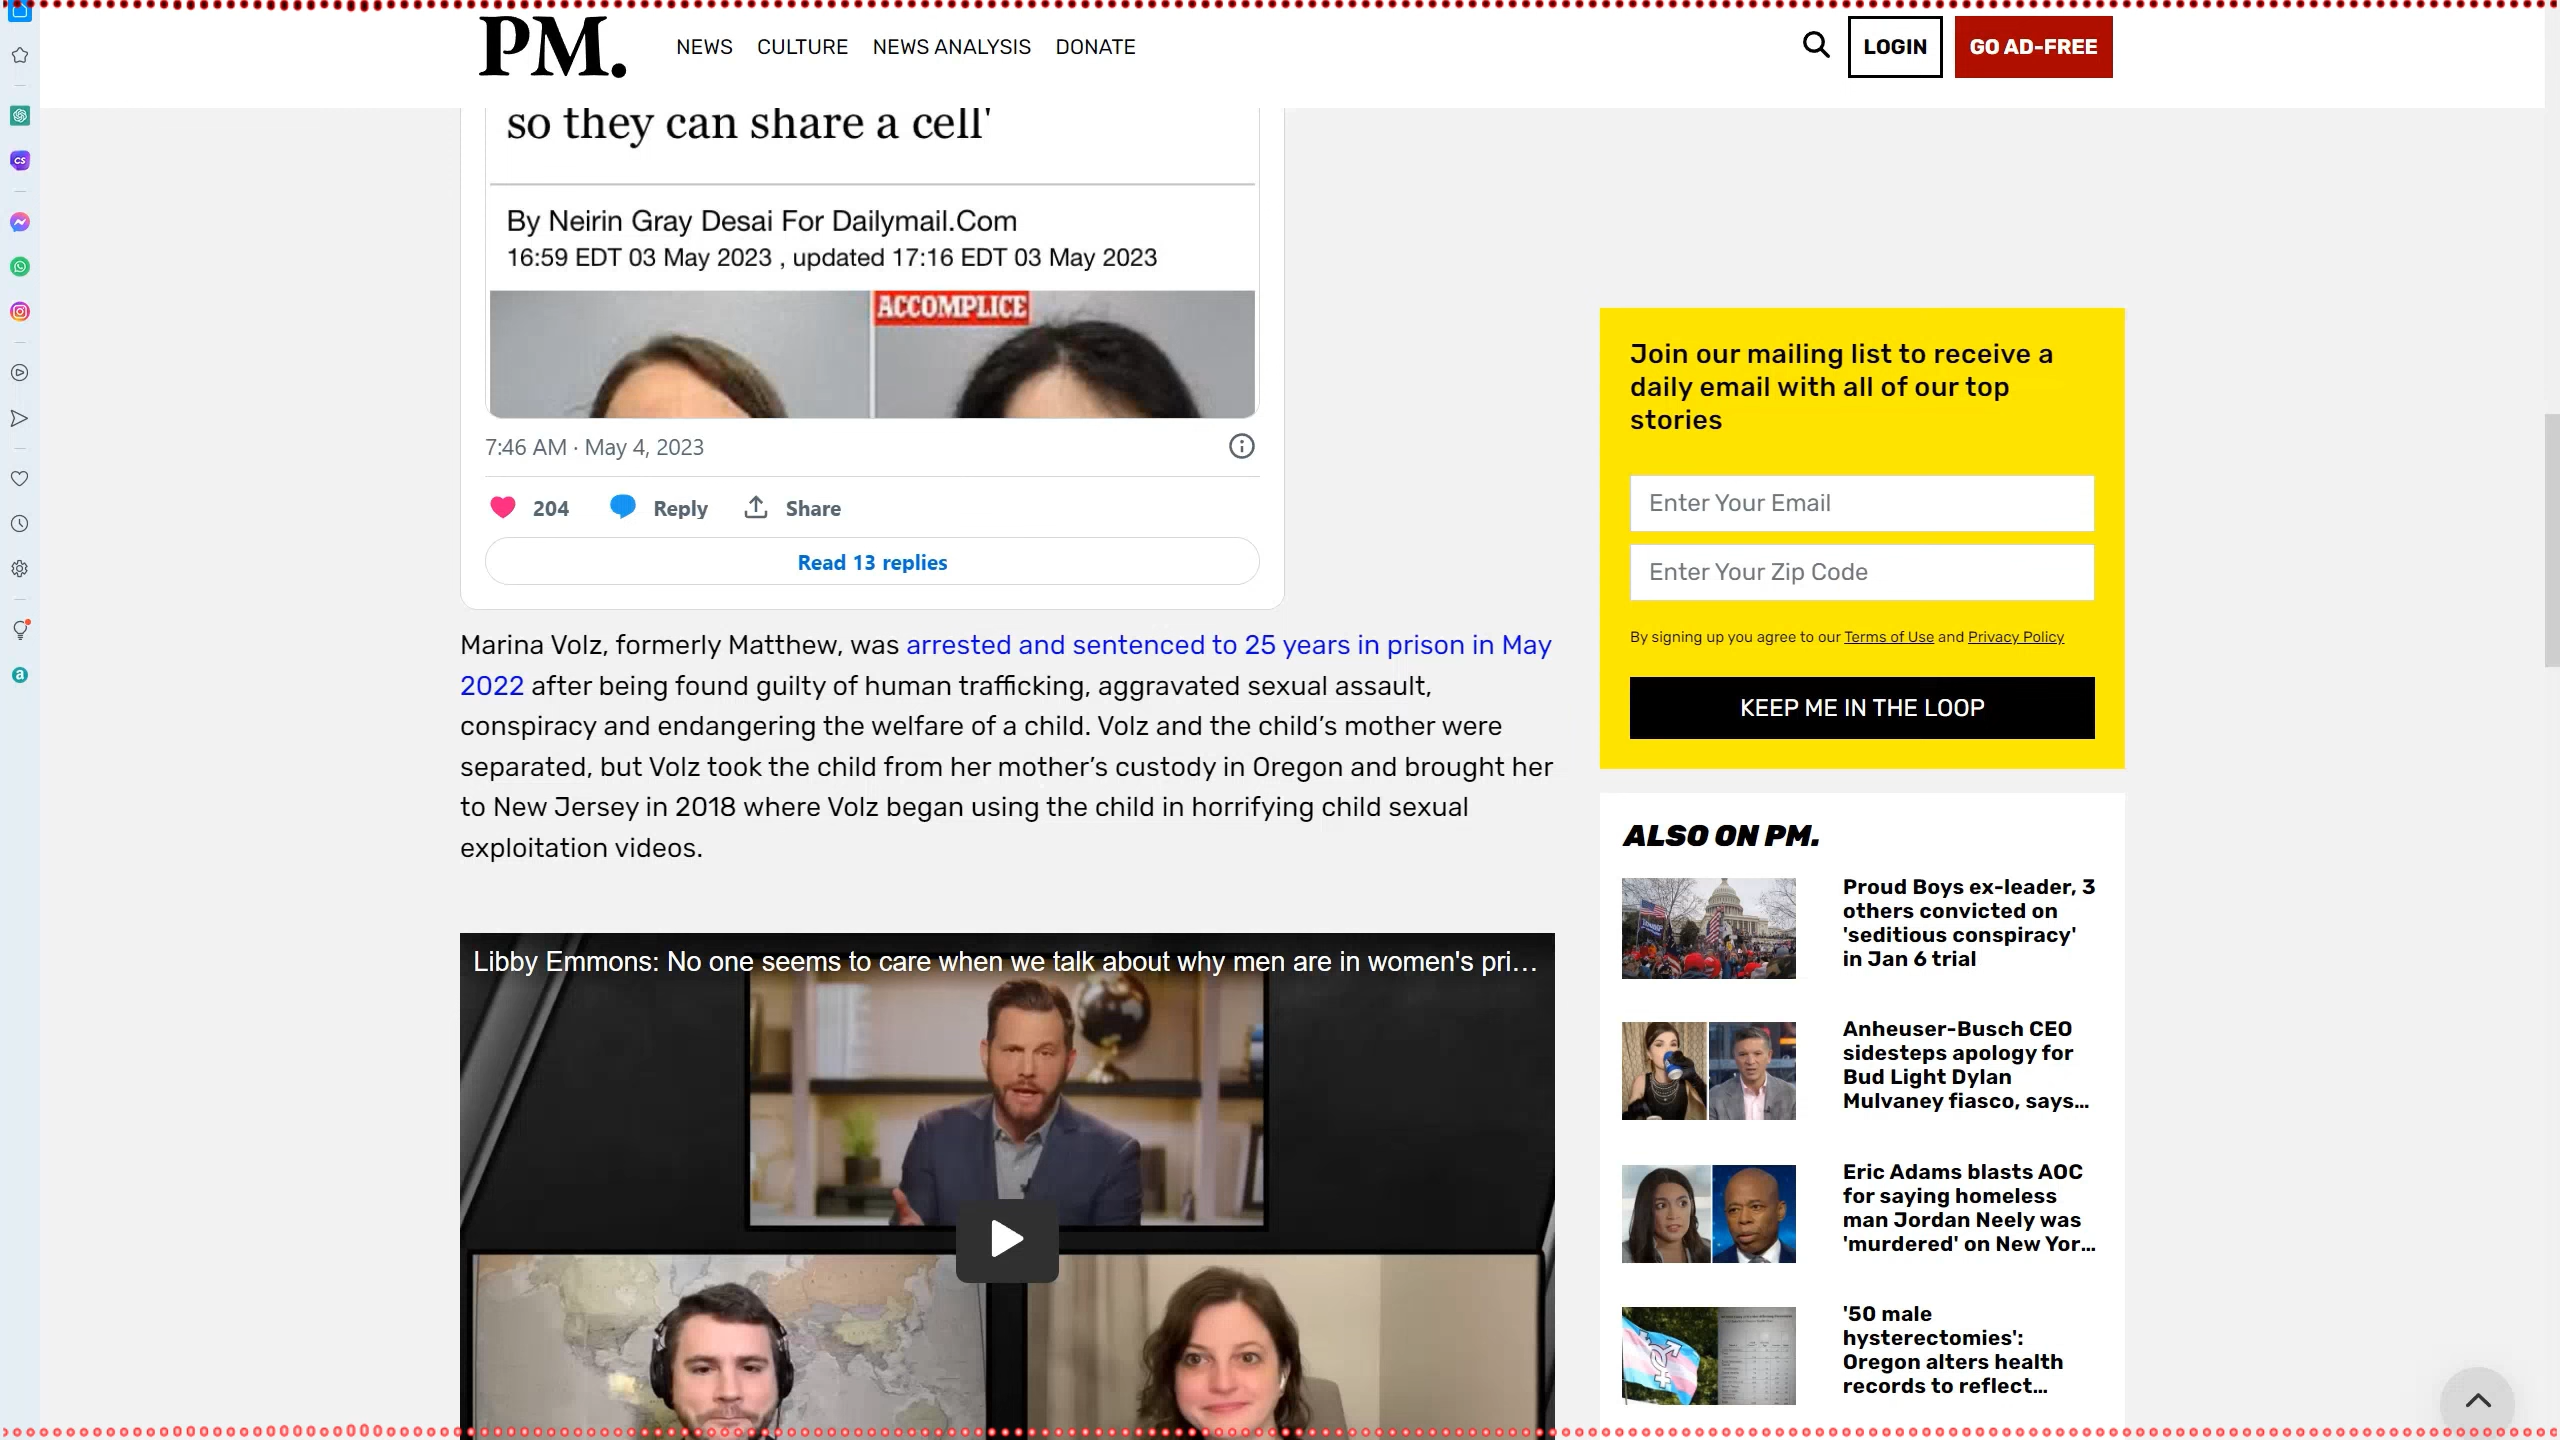 PM.
NEWS
CULTURE
NEWS ANALYSIS
DONATE
LOGIN
GO AD-FREE
so they can share a cell'
By Neirin Gray Desai For Dailymail.Com
16:59 EDT 03 May 2023 , updated 17:16 EDT 03 May 2023
ACCOMPLICE
7:46 AM · May 4, 2023
204
Reply
Share
Read 13 replies
Marina Volz, formerly Matthew, was arrested and sentenced to 25 years in prison in May
2022 after being found guilty of human trafficking, aggravated sexual assault,
conspiracy and endangering the welfare of a child. Volz and the child’s mother were
separated, but Volz took the child from her mother’s custody in Oregon and brought her
to New Jersey in 2018 where Volz began using the child in horrifying child sexual
exploitation videos.
Libby Emmons: No one seems to care when we talk about why men are in women's pri...
Join our mailing list to receive a
daily email with all of our top
stories
Enter Your Email
Enter Your Zip Code
By signing up you agree to our Terms of Use and Privacy Policy
KEEP ME IN THE LOOP
ALSO ON PM.
Proud Boys ex-leader, 3
others convicted on
'seditious conspiracy'
in Jan 6 trial
Anheuser-Busch CEO
sidesteps apology for
Bud Light Dylan
Mulvaney fiasco, says...
Eric Adams blasts AOC
for saying homeless
man Jordan Neely was
'murdered' on New Yor...
'50 male
hysterectomies':
Oregon alters health
records to reflect...
CS
a